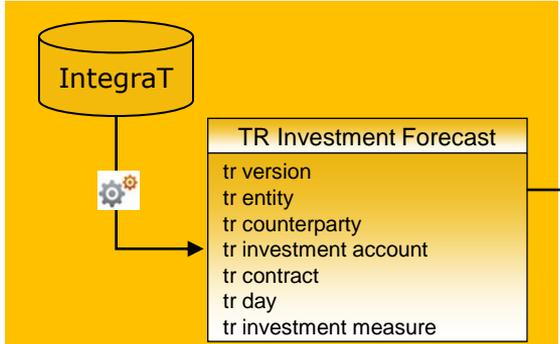 IntegraT
TR Investment Forecast
tr version
tr entity
tr counterparty
tr investment account
tr contract
tr day
tr investment measure